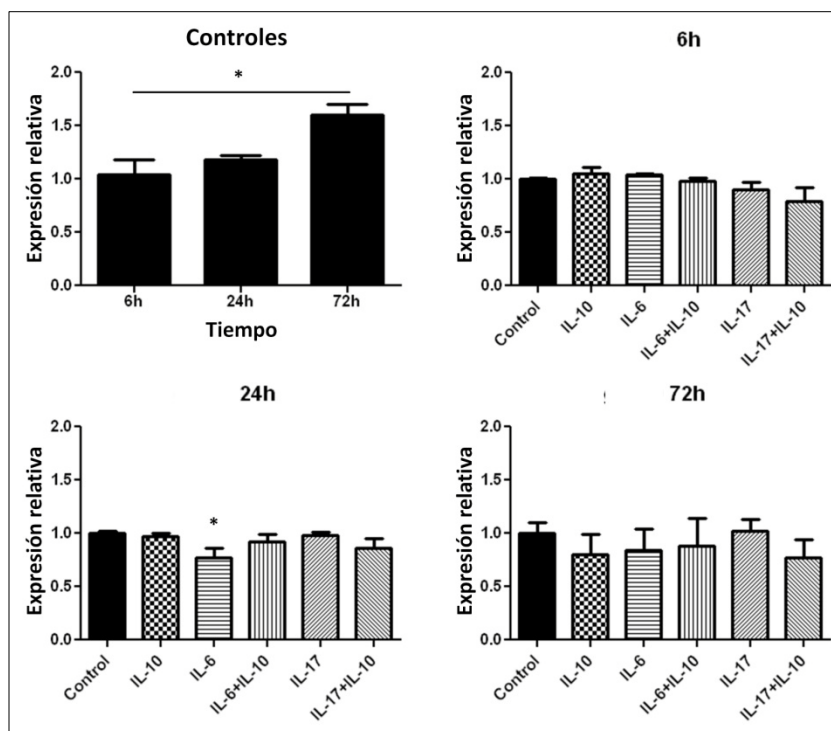 Controles
*
2.0
1.5
1.0
0.5
0.0
Expresión relativa
6h
24h
72h
Tiempo
6h
2.0
1.5
1.0
0.5
0.0
Expresión relativa
Control
IL-10
IL-6
IL-6+IL-10
IL-17
IL-17+IL-10
24h
*
2.0
1.5
1.0
0.5
0.0
Expresión relativa
Control
IL-10
IL-6
IL-6+IL-10
IL-17
IL-17+IL-10
72h
2.0
1.5
1.0
0.5
0.0
Expresión relativa
Control
IL-10
IL-6
IL-6+IL-10
IL-17
IL-17+IL-10